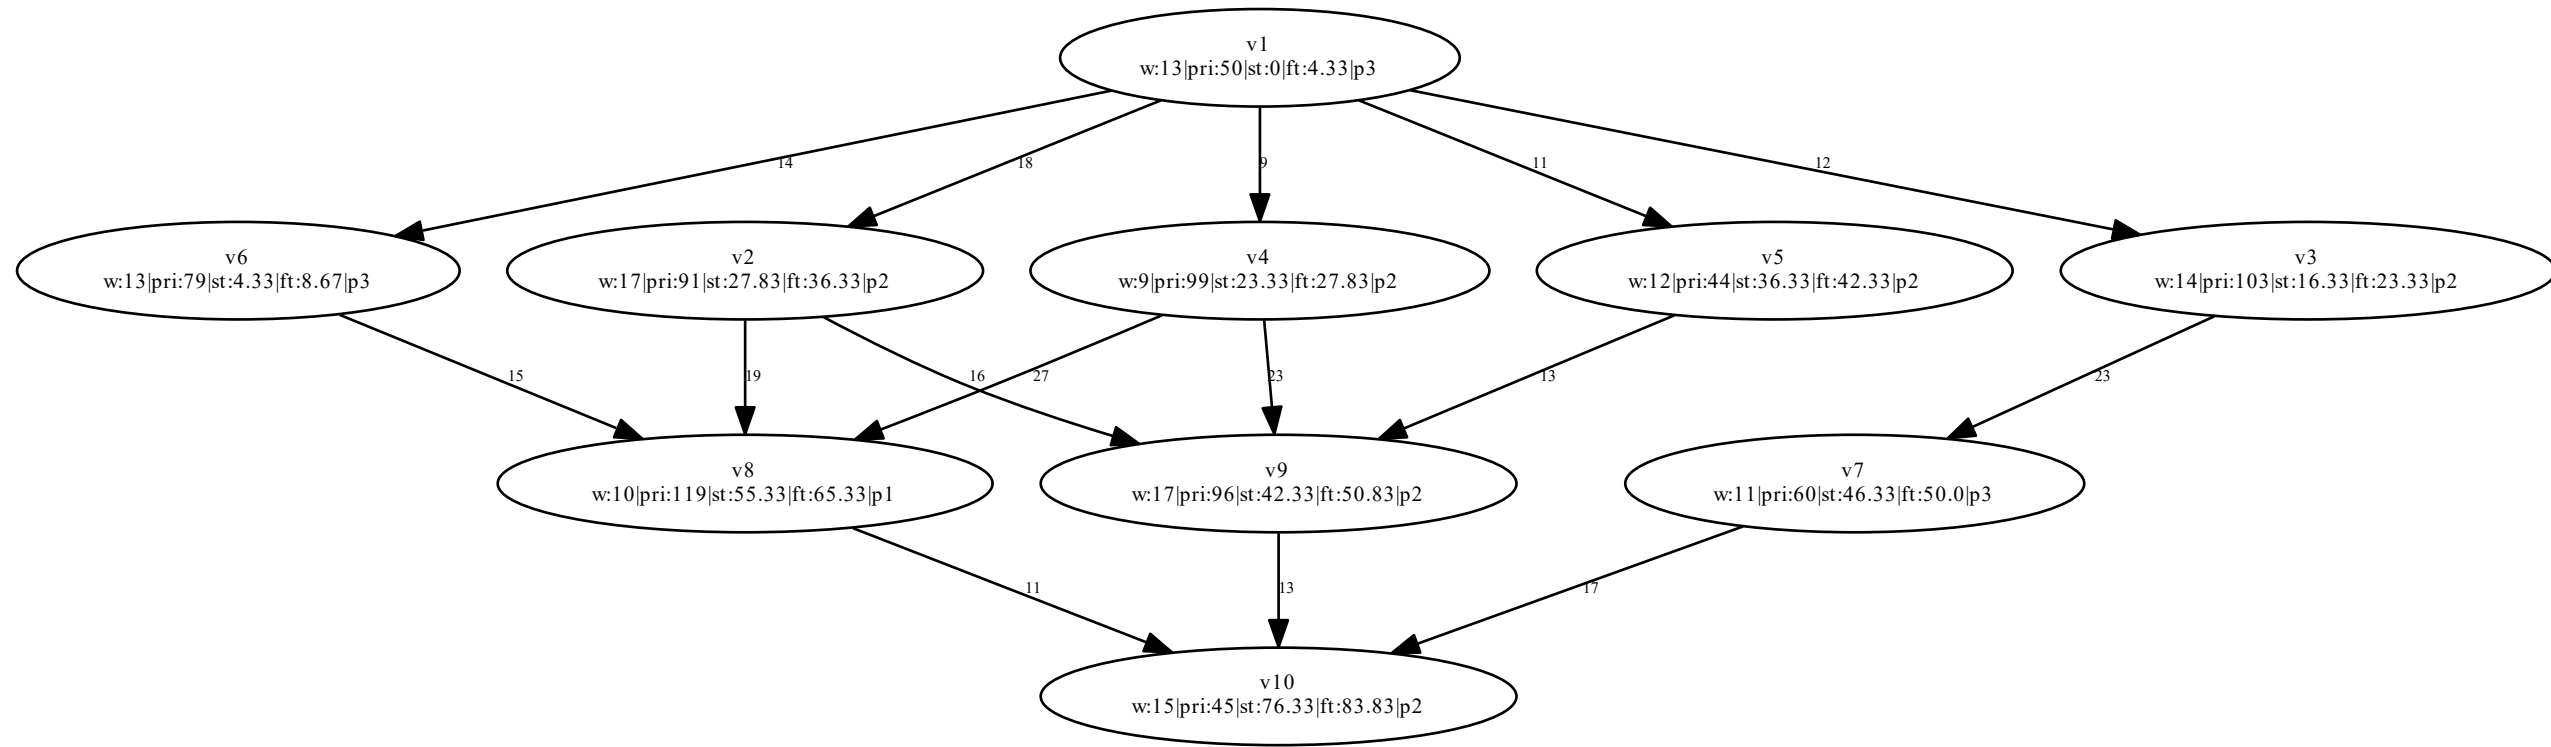 v1
w:13|pri:50|st:0|ft:4.33|p3
14
18
9
11
12
v6
w:13|pri:79|st:4.33|ft:8.67|p3
v2
w:17|pri:91|st:27.83|ft:36.33|p2
v4
w:9|pri:99|st:23.33|ft:27.83|p2
v5
w:12|pri:44|st:36.33|ft:42.33|p2
v3
w:14|pri:103|st:16.33|ft:23.33|p2
15
19
16
27
23
13
23
v8
w:10|pri:119|st:55.33|ft:65.33|p1
v9
w:17|pri:96|st:42.33|ft:50.83|p2
v7
w:11|pri:60|st:46.33|ft:50.0|p3
11
13
17
v10
w:15|pri:45|st:76.33|ft:83.83|p2